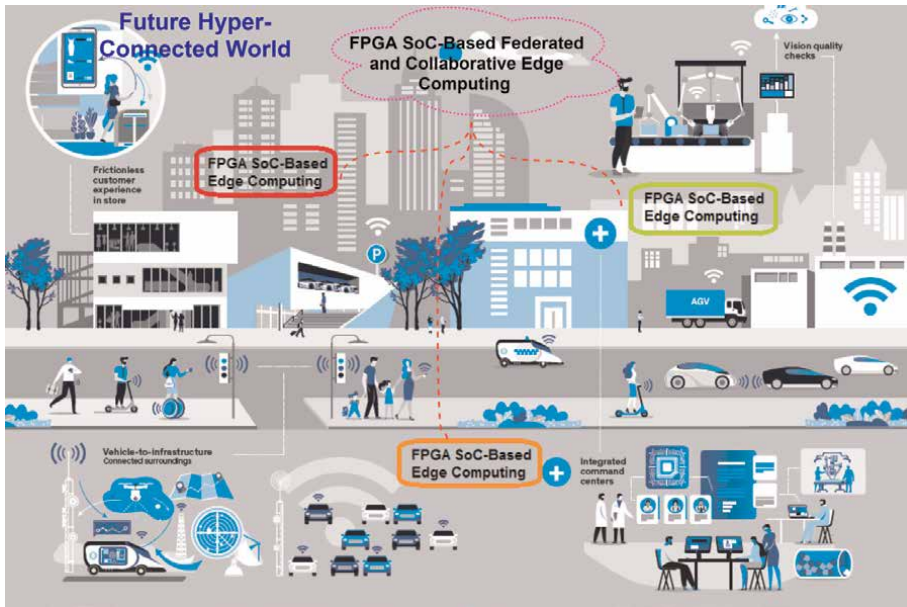 Future Hyper-
Connected World
FPGA SoC-Based Federated
and Collaborative Edge
Computing
Vision quality
checks
FPGA SoC-Based
Edge Computing
Frictionless
customer
experience
in store
FPGA SoC-Based
Edge Computing
P
AGV
FPGA SoC-Based
Edge Computing
Vehicle-to-infrastructure
Connected surroundings
Integrated
command
centers